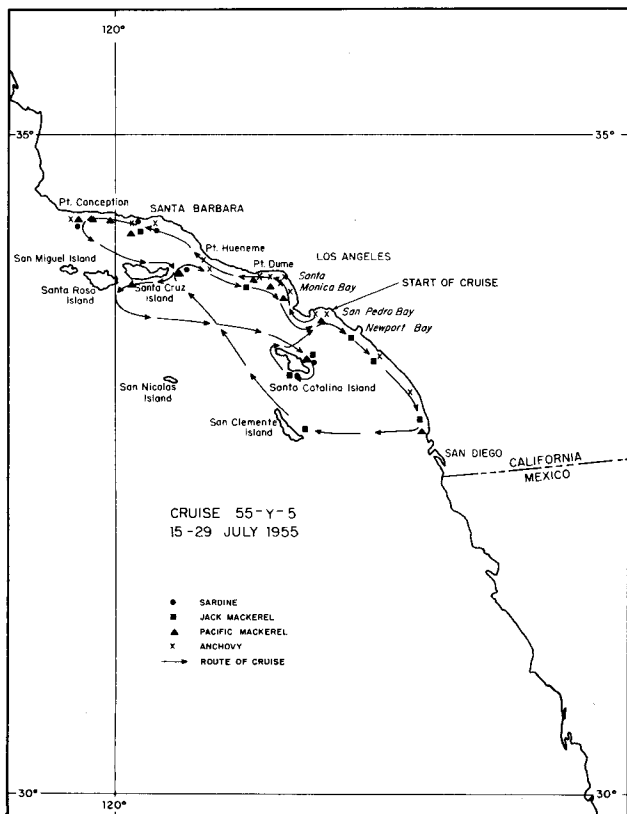 120°
35° 35°
Pt. Conception
SANTA BARBARA
Pt. Hueneme
San Miguel Island
Pt. Dume
LOS ANGELES
Santa
Monica Bay
START OF CRUISE
Santa Rosa
Island
Santa Cruz
Island
San Pedro Bay
Newport Bay
San Nicolas
Island
Santa Catalina Island
San Clemente
Island
SAN DIEGO
CALIFORNIA
MEXICO
CRUISE 55-Y-5
15-29 JULY 1955
SARDINE
JACK MACKEREL
PACIFIC MACKEREL
x ANCHOVY
ROUTE OF CRUISE
30° 30°
120°